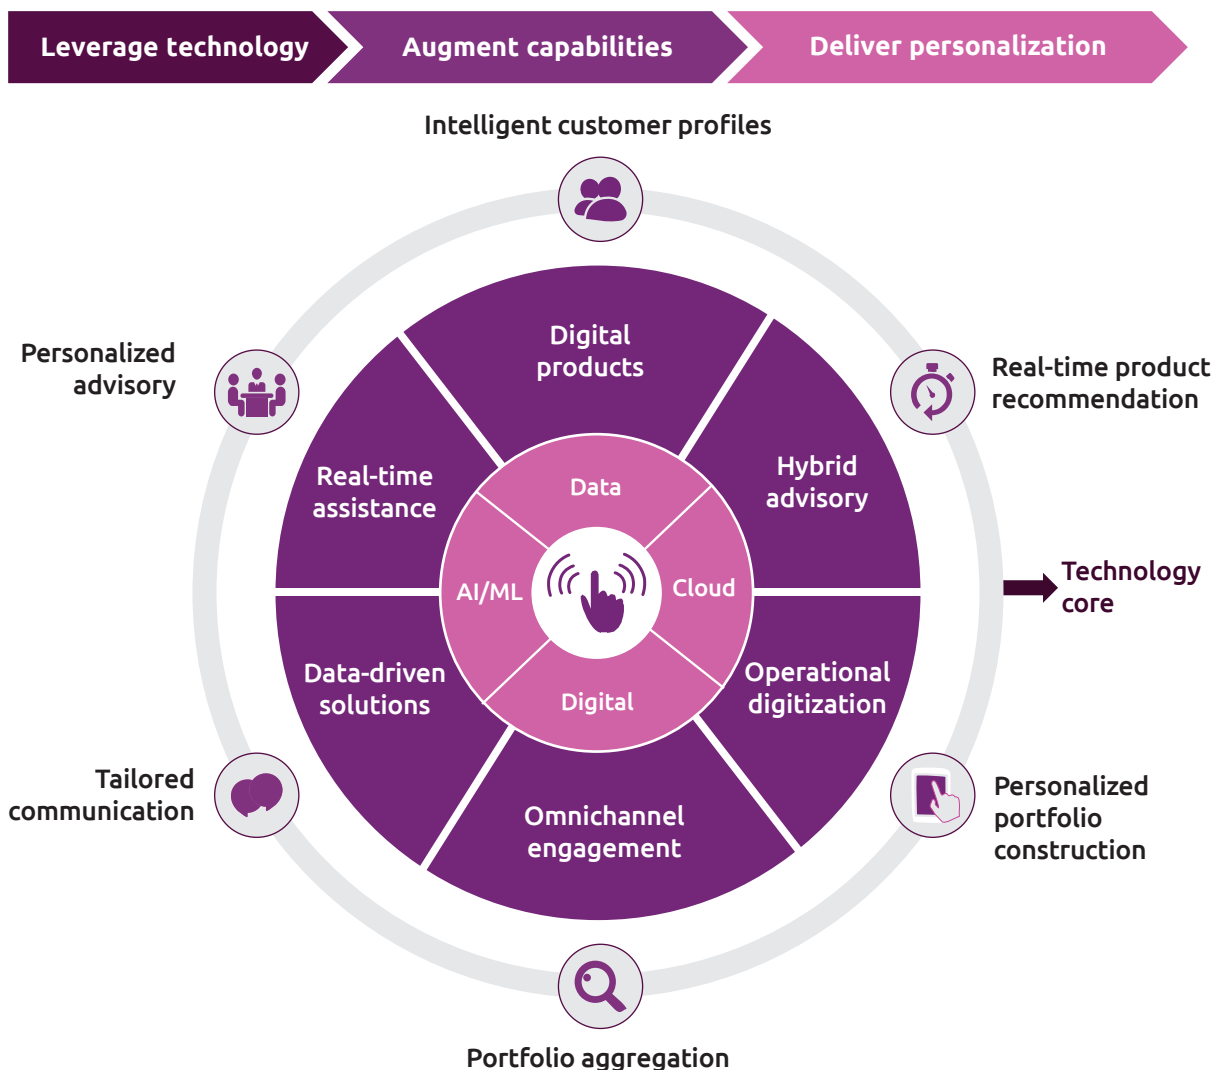 Leverage technology
Augment capabilities
Deliver personalization
Intelligent customer profiles
Personalized
advisory
Real-time product
recommendation
Digital
products
Real-time
assistance
Hybrid
advisory
Data
AI/ML
Cloud
Digital
Technology
core
Data-driven
solutions
Operational
digitization
Omnichannel
engagement
Tailored
communication
Personalized
portfolio
construction
Portfolio aggregation